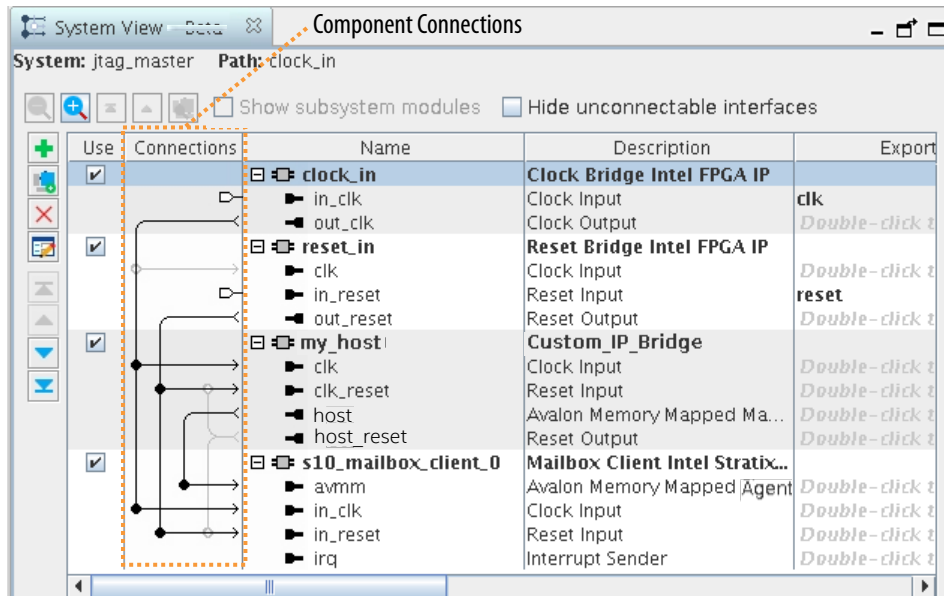 System View - Beta
Component Connections
System: jtag_master Path: clock_in
Show subsystem modules Hide unconnectable interfaces
Use Connections Name Description Export
clock_in Clock Bridge Intel FPGA IP
in_clk Clock Input clk
out_clk Clock Output Double-click t
reset_in Reset Bridge Intel FPGA IP
clk Clock Input Double-click t
in_reset Reset Input reset
out_reset Reset Output Double-click t
my_host Custom_IP_Bridge
clk Clock Input Double-click t
clk_reset Reset Input Double-click t
host Avalon Memory Mapped Ma... Double-click t
host_reset Reset Output Double-click t
s10_mailbox_client_0 Mailbox Client Intel Stratix...
avmm Avalon Memory Mapped Agent Double-click t
in_clk Clock Input Double-click t
in_reset Reset Input Double-click t
irq Interrupt Sender Double-click t